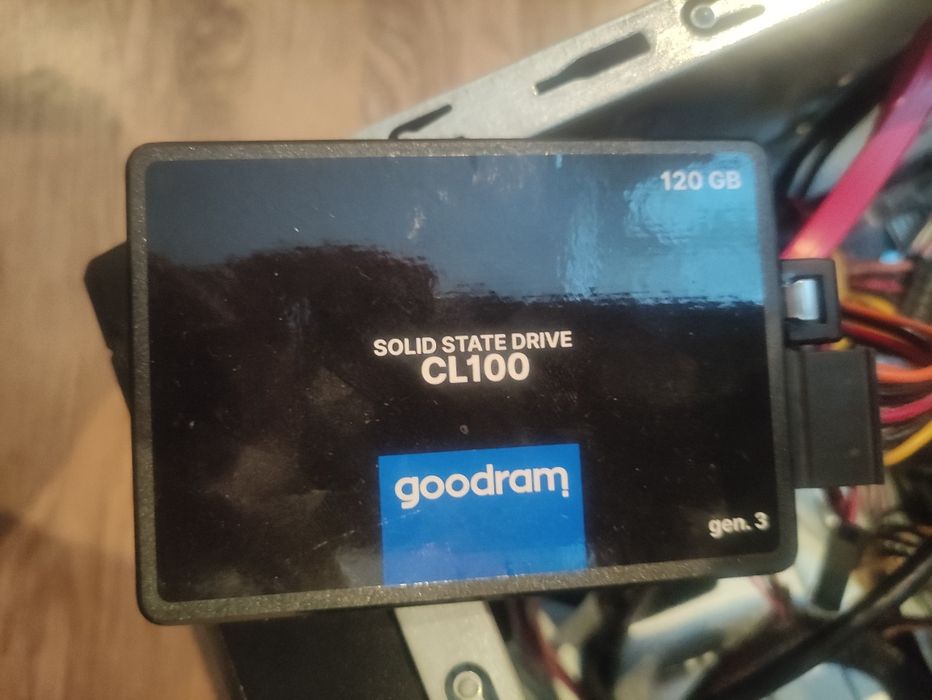 120 GB
SOLID STATE DRIVE
CL100
goodram
gen. 3